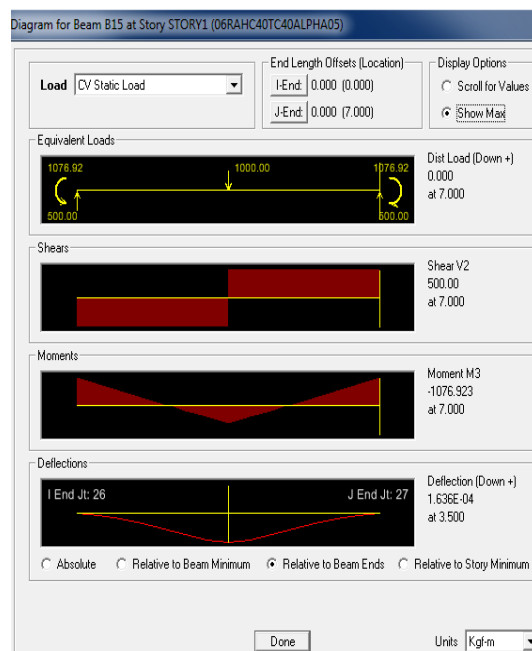 Diagram for Beam B15 at Story STORY1 (06RAHC40TC40ALPHA05)
Load CV Static Load
End Length Offsets (Location)
I-End: 0.000 (0.000)
J-End: 0.000 (7.000)
Display Options
Scroll for Values
Show Max
Equivalent Loads
1076.92 1000.00 1076.92
500.00 500.00
Dist Load (Down +)
0.000
at 7.000
Shears
Shear V2
500.00
at 7.000
Moments
Moment M3
-1076.923
at 7.000
Deflections
I End Jt: 26 J End Jt: 27
Deflection (Down +)
1.636E-04
at 3.500
Absolute Relative to Beam Minimum Relative to Beam Ends Relative to Story Minimum
Done Units Kgf-m